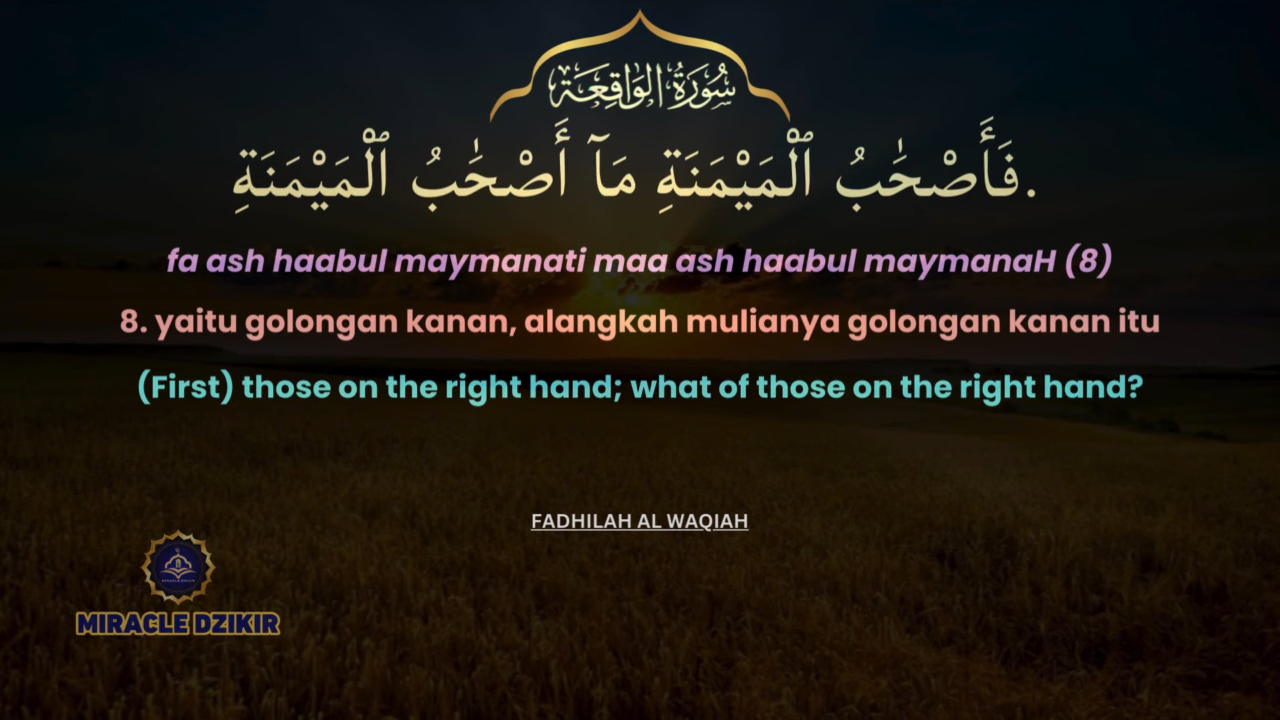 سُورَةُ الوَاقِعَة
فَأَصْحَٰبُ ٱلْمَيْمَنَةِ مَآ أَصْحَٰبُ ٱلْمَيْمَنَةِ.
fa ash haabul maymanati maa ash haabul maymanaH (8)
8. yaitu golongan kanan, alangkah mulianya golongan kanan itu
(First) those on the right hand; what of those on the right hand?
FADHILAH AL WAQIAH
MIRACLE DZIKIR